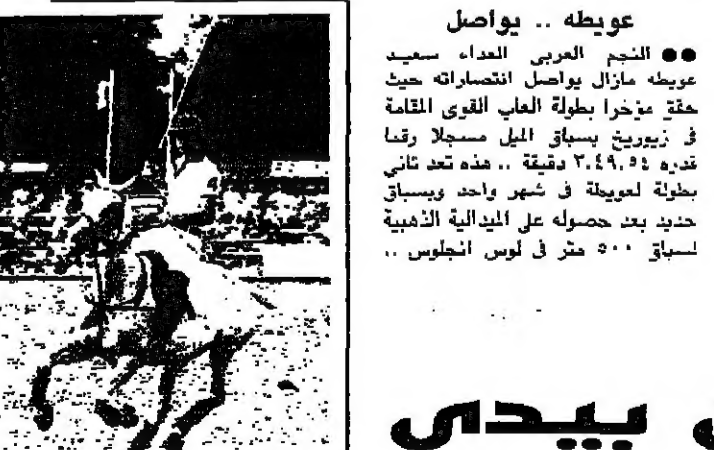 عويطه .. يواصل
●● النجم العربى العداء سعيد
عويطه مازال يواصل انتصاراته حيث
حقق مؤخرا بطولة العاب القوى المقامة
فى زيوريخ بسباق الميل مسجلا رقما
قدره ٣.٤٩,٥٤ دقيقة .. هذه تعد ثانى
بطولة لعويطة فى شهر واحد وبسباق
جديد بعد حصوله على الميدالية الذهبية
لسباق ٥٠٠ متر فى لوس انجلوس ..
بيدى